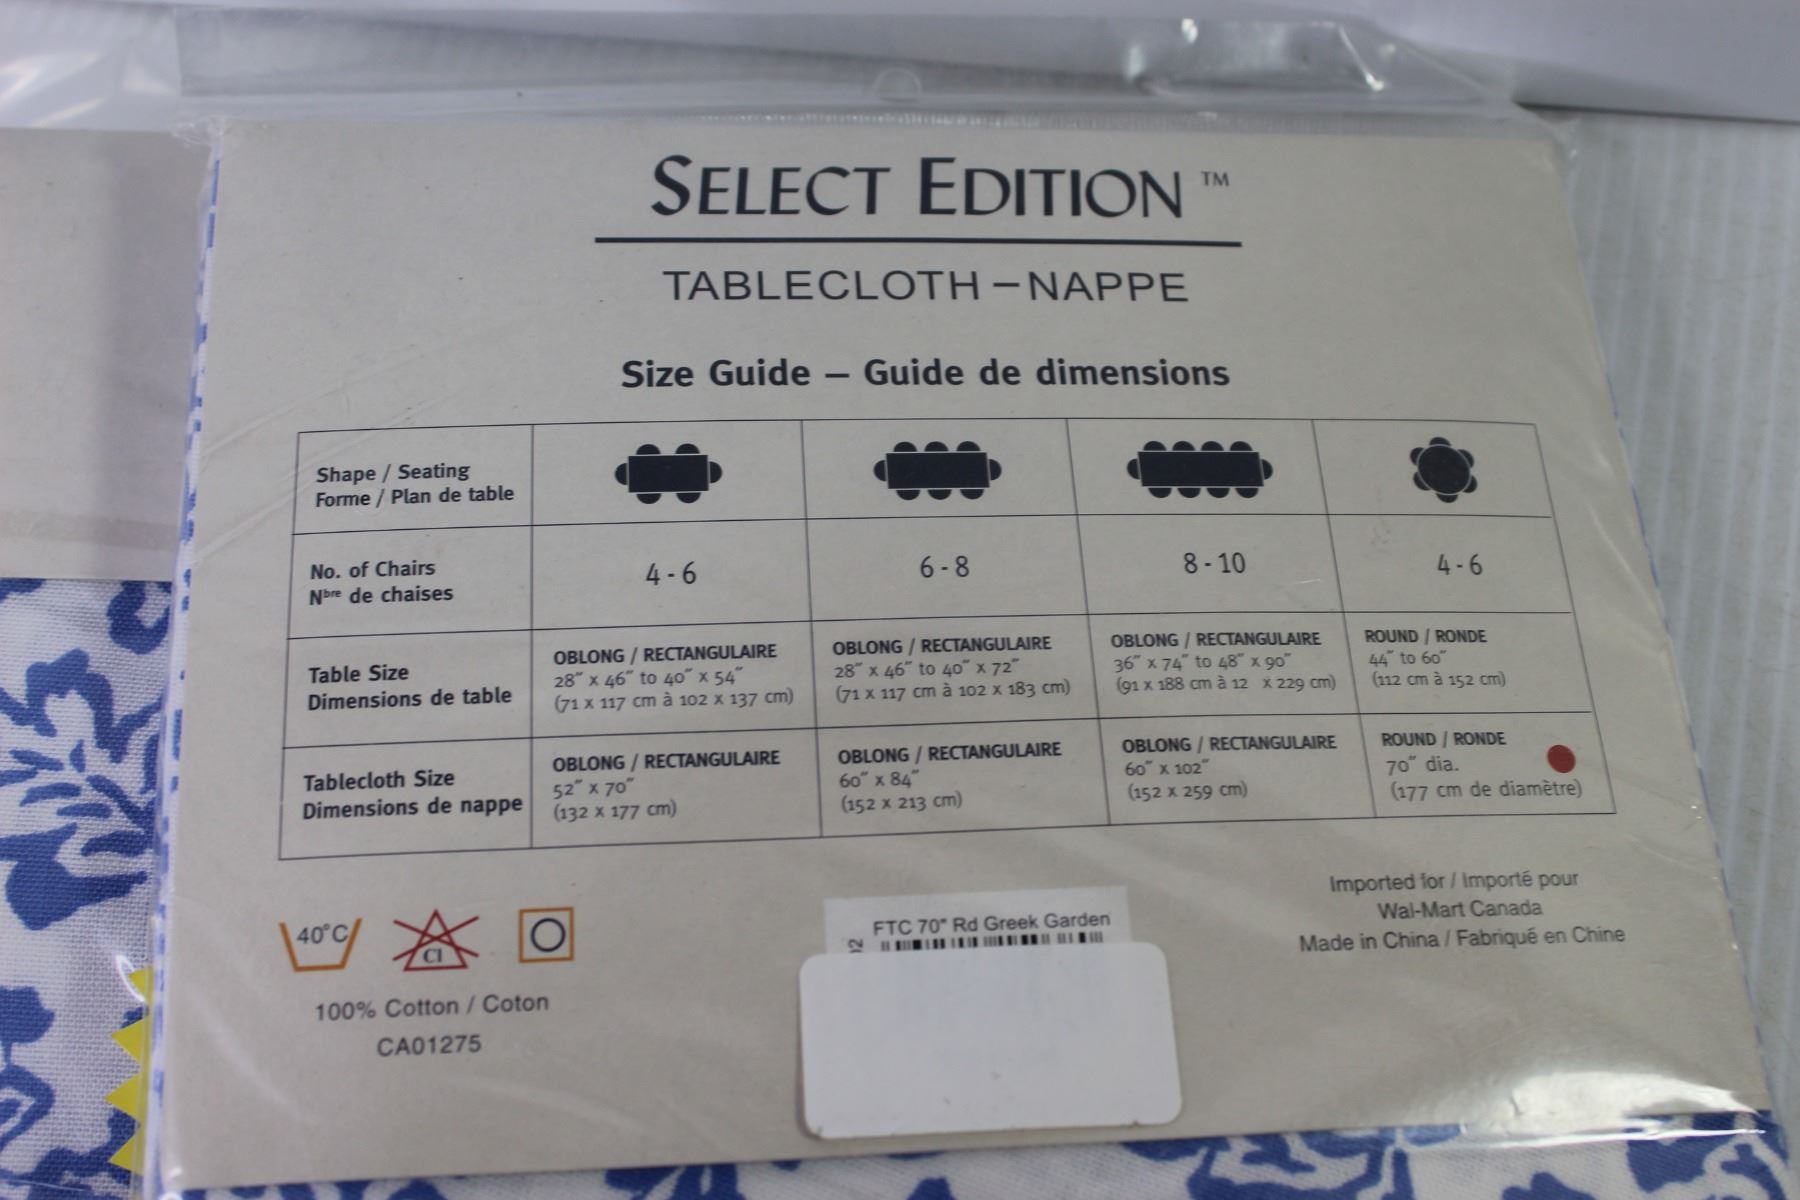 SELECT EDITION™
TABLECLOTH – NAPPE
Size Guide – Guide de dimensions
Shape / Seating
Forme / Plan de table
No. of Chairs
Nbre de chaises
4 - 6
6 - 8
8 - 10
4 - 6
Table Size
Dimensions de table
OBLONG / RECTANGULAIRE
28″ x 46″ to 40″ x 54″
(71 x 117 cm à 102 x 137 cm)
OBLONG / RECTANGULAIRE
28″ x 46″ to 40″ x 72″
(71 x 117 cm à 102 x 183 cm)
OBLONG / RECTANGULAIRE
36″ x 74″ to 48″ x 90″
(91 x 188 cm à 12 x 229 cm)
ROUND / RONDE
44″ to 60″
(112 cm à 152 cm)
Tablecloth Size
Dimensions de nappe
OBLONG / RECTANGULAIRE
52″ x 70″
(132 x 177 cm)
OBLONG / RECTANGULAIRE
60″ x 84″
(152 x 213 cm)
OBLONG / RECTANGULAIRE
60″ x 102″
(152 x 259 cm)
ROUND / RONDE
70″ dia.
(177 cm de diamètre)
40°C
Cl
100% Cotton / Coton
CA01275
FTC 70" Rd Greek Garden
Imported for / Importé pour
Wal-Mart Canada
Made in China / Fabriqué en Chine